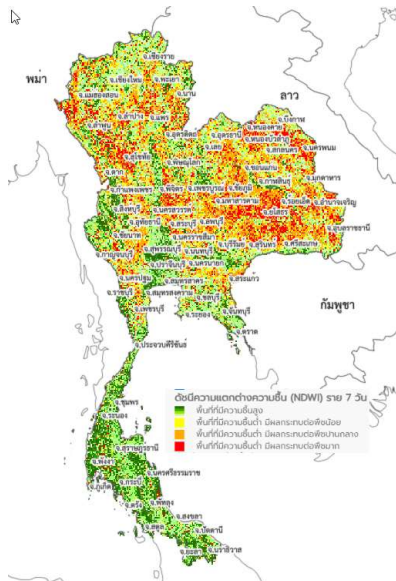 จ.เชียงราย
พม่า
ลาว
จ.เชียงใหม่
จ.พะเยา
จ.แม่ฮ่องสอน
จ.น่าน
จ.ลำปาง
จ.แพร่
จ.ลำพูน
จ.บึงกาฬ
จ.หนองคาย
จ.อุตรดิตถ์
จ.อุดรธานี
จ.หนองบัวลำภู
จ.เลย
จ.สกลนคร
จ.นครพนม
จ.สุโขทัย
จ.พิษณุโลก
จ.ตาก
จ.ขอนแก่น
จ.มุกดาหาร
จ.กาฬสินธุ์
จ.กำแพงเพชร
จ.พิจิตร
จ.เพชรบูรณ์
จ.ชัยภูมิ
จ.มหาสารคาม
จ.ร้อยเอ็ด
จ.อำนาจเจริญ
จ.สิงหบุรี
จ.นครสวรรค์
จ.ยโสธร
จ.อุทัยธานี
จ.สระบุรี
จ.ลพบุรี
จ.อุบลราชธานี
จ.ชัยนาท
จ.นครราชสีมา
จ.บุรีรัมย์
จ.สุรินทร์
จ.ศรีสะเกษ
จ.สุพรรณบุรี
จ.นนทบุรี
จ.กาญจนบุรี
จ.ปราจีนบุรี
จ.นครนายก
จ.นครปฐม
จ.สมุทรสาคร
จ.สระแก้ว
จ.ราชบุรี
จ.สมุทรสงคราม
จ.ชลบุรี
กัมพูชา
จ.เพชรบุรี
จ.ระยอง
จ.จันทบุรี
จ.ตราด
จ.ประจวบคีรีขันธ์
ดัชนีความแตกต่างความชื้น (NDWI) ราย 7 วัน
พื้นที่ที่มีความชื้นสูง
พื้นที่ที่มีความชื้นต่ำ มีผลกระทบต่อพืชน้อย
พื้นที่ที่มีความชื้นต่ำ มีผลกระทบต่อพืชปานกลาง
พื้นที่ที่มีความชื้นต่ำ มีผลกระทบต่อพืชมาก
จ.ชุมพร
จ.ระนอง
จ.สุราษฎรธานี
จ.พังงา
จ.นครศรีธรรมราช
จ.ภูเก็ต
จ.กระบี่
จ.ตรัง
จ.พัทลุง
จ.สงขลา
จ.สตูล
จ.ปัตตานี
จ.ยะลา
จ.นราธิวาส